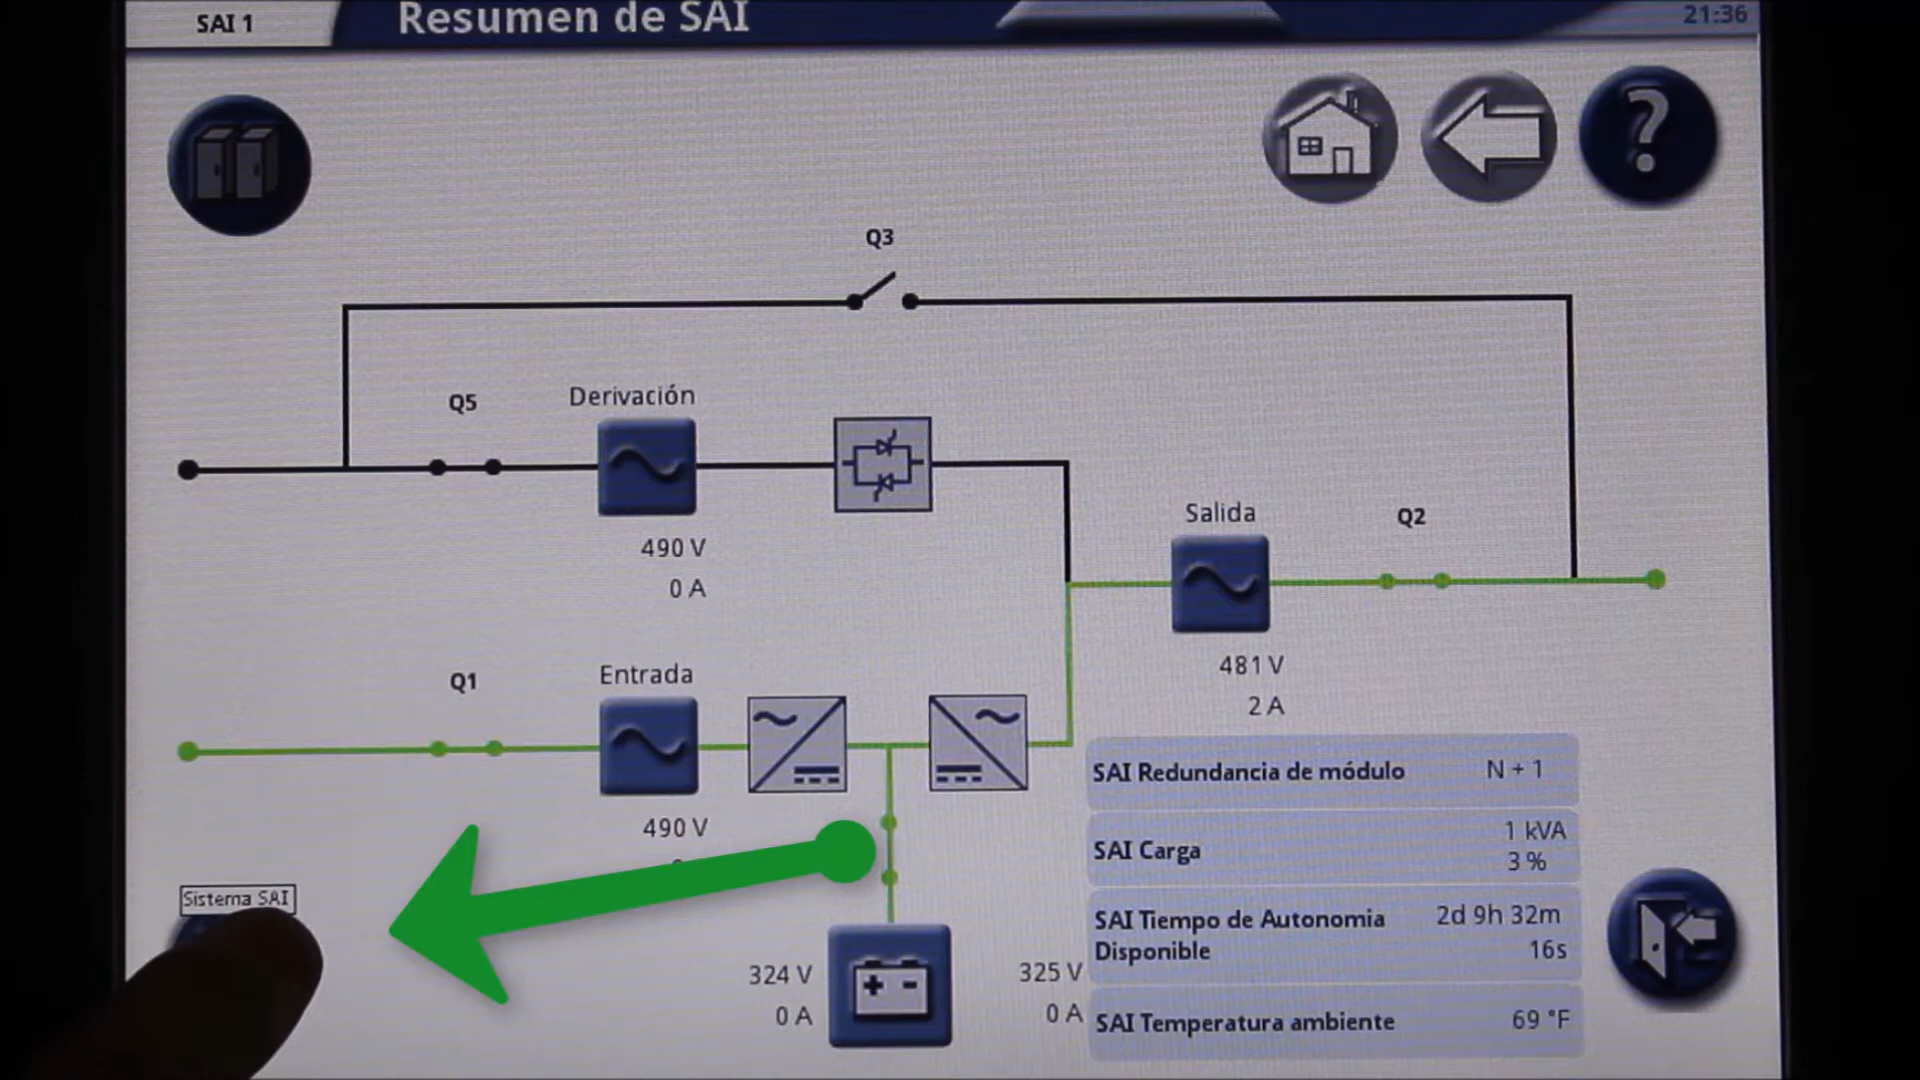 SAI 1
Resumen de SAI
21:36
?
Q3
Q5
Derivación
490 V
0 A
Salida
Q2
481 V
2 A
Q1
Entrada
490 V
SAI Redundancia de módulo N + 1
SAI Carga 1 kVA
3 %
SAI Tiempo de Autonomia 2d 9h 32m
Disponible 16s
SAI Temperatura ambiente 69 °F
Sistema SAI
324 V
0 A
+ -
325 V
0 A